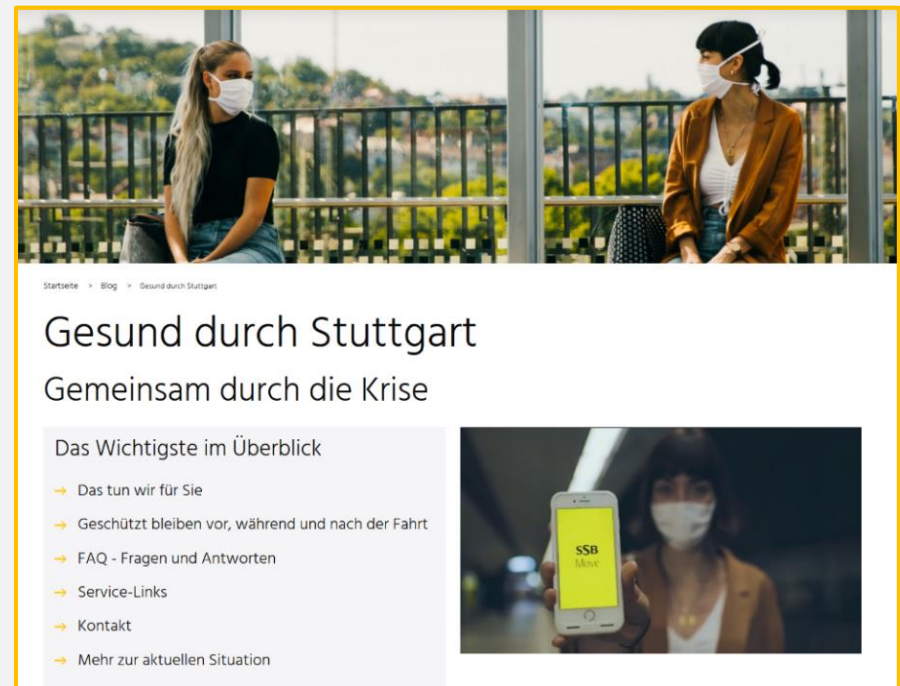 Startseite > Blog > Gesund durch Stuttgart
Gesund durch Stuttgart
Gemeinsam durch die Krise
Das Wichtigste im Überblick
→ Das tun wir für Sie
→ Geschützt bleiben vor, während und nach der Fahrt
→ FAQ - Fragen und Antworten
→ Service-Links
→ Kontakt
→ Mehr zur aktuellen Situation
SSB
Move